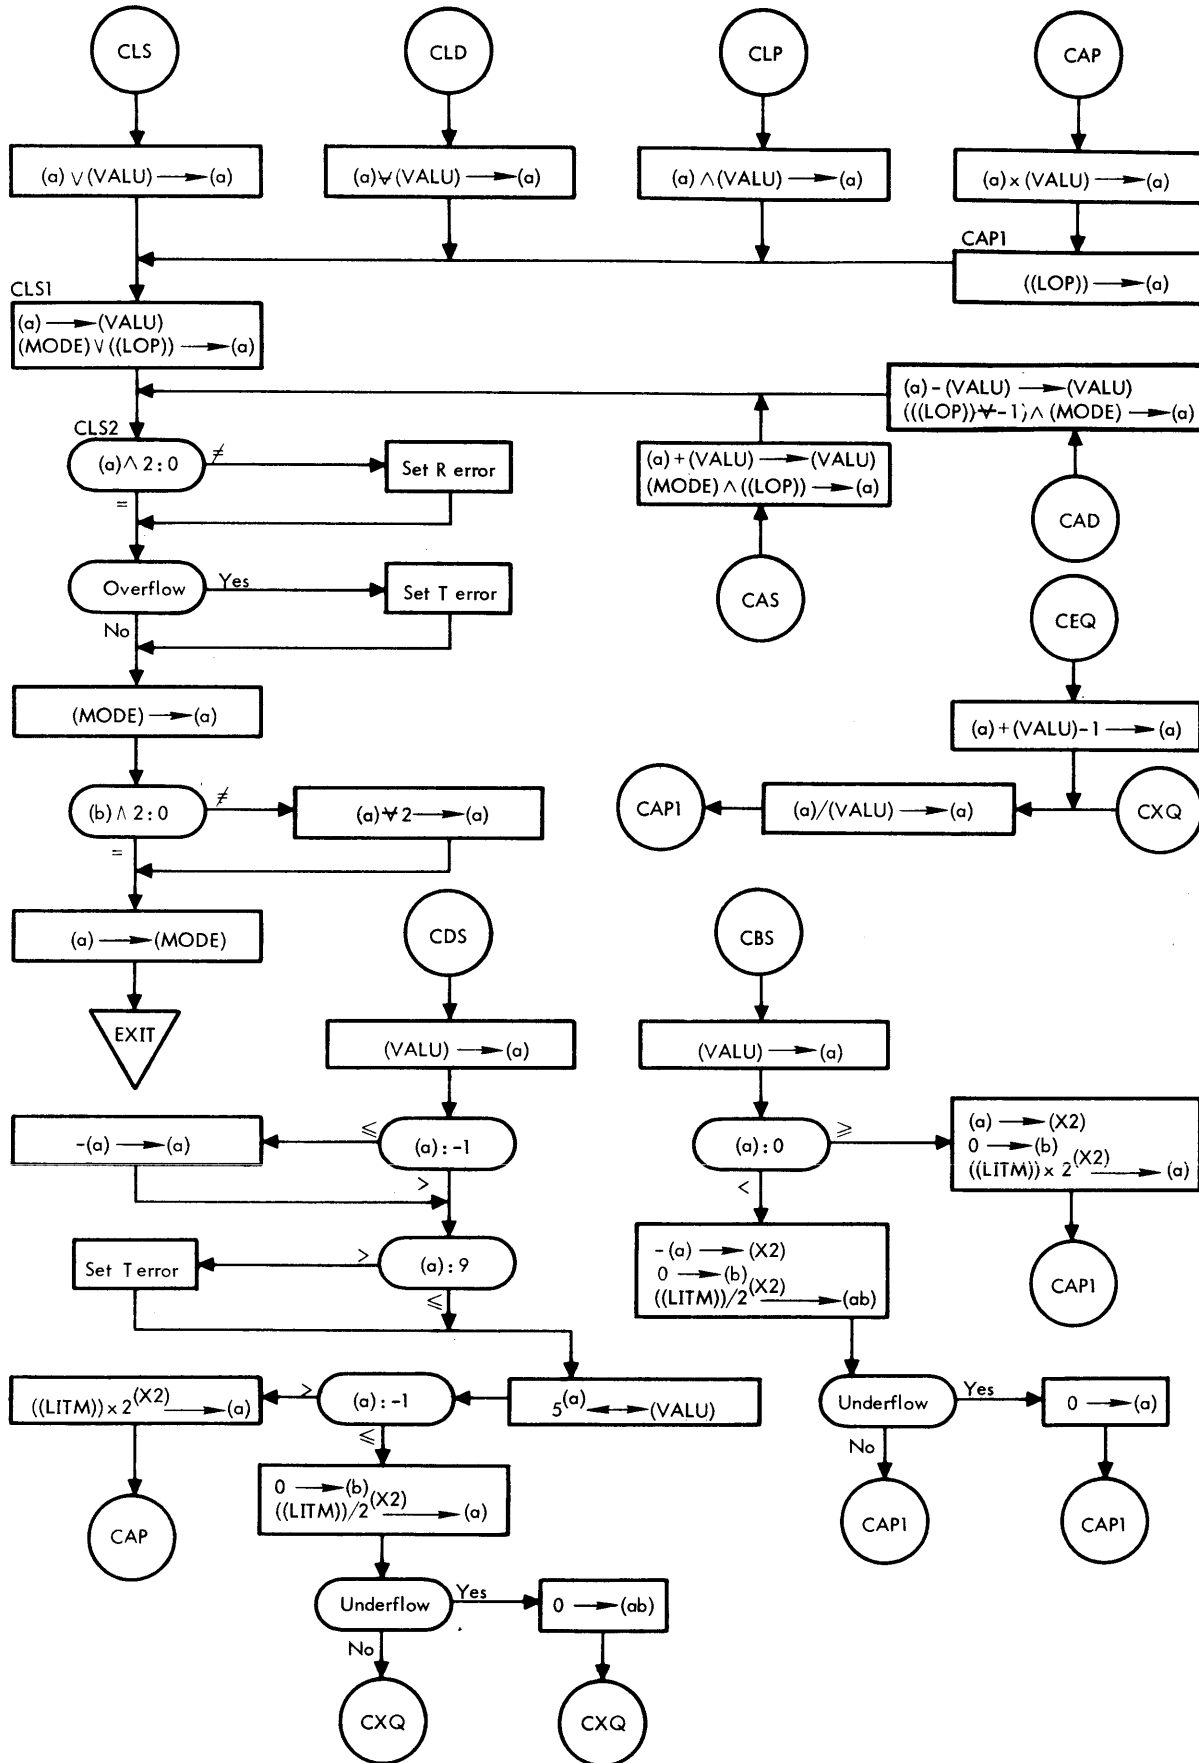 CLS
CLD
CLP
CAP
(a) ∨ (VALU) ⟶ (a)
(a) ⩝ (VALU) ⟶ (a)
(a) ∧ (VALU) ⟶ (a)
(a) x (VALU) ⟶ (a)
CAP1
((LOP)) ⟶ (a)
CLS1
(a) ⟶ (VALU)
(MODE) ∨ ((LOP)) ⟶ (a)
(a) - (VALU) ⟶ (VALU)
(((LOP)) ⩝ -1) ∧ (MODE) ⟶ (a)
CLS2
(a) ∧ 2 : 0
≠
Set R error
=
(a) + (VALU) ⟶ (VALU)
(MODE) ∧ ((LOP)) ⟶ (a)
CAD
CAS
Overflow
Yes
Set T error
No
CEQ
(MODE) ⟶ (a)
(a) + (VALU) - 1 ⟶ (a)
(b) ∧ 2 : 0
≠
(a) ⩝ 2 ⟶ (a)
=
CAP1
(a)/(VALU) ⟶ (a)
CXQ
(a) ⟶ (MODE)
CDS
CBS
EXIT
(VALU) ⟶ (a)
(VALU) ⟶ (a)
-(a) ⟶ (a)
≤
(a) : -1
>
(a) : 0
≥
<
(a) ⟶ (X2)
0 ⟶ (b)
((LITM)) x 2^(X2) ⟶ (a)
Set T error
>
(a) : 9
≤
-(a) ⟶ (X2)
0 ⟶ (b)
((LITM))/2^(X2) ⟶ (ab)
CAP1
((LITM)) x 2^(X2) ⟶ (a)
>
(a) : -1
≤
5^(a) ⟷ (VALU)
Underflow
Yes
0 ⟶ (a)
No
CAP
0 ⟶ (b)
((LITM))/2^(X2) ⟶ (a)
CAP1
CAP1
Underflow
Yes
0 ⟶ (ab)
No
CXQ
CXQ